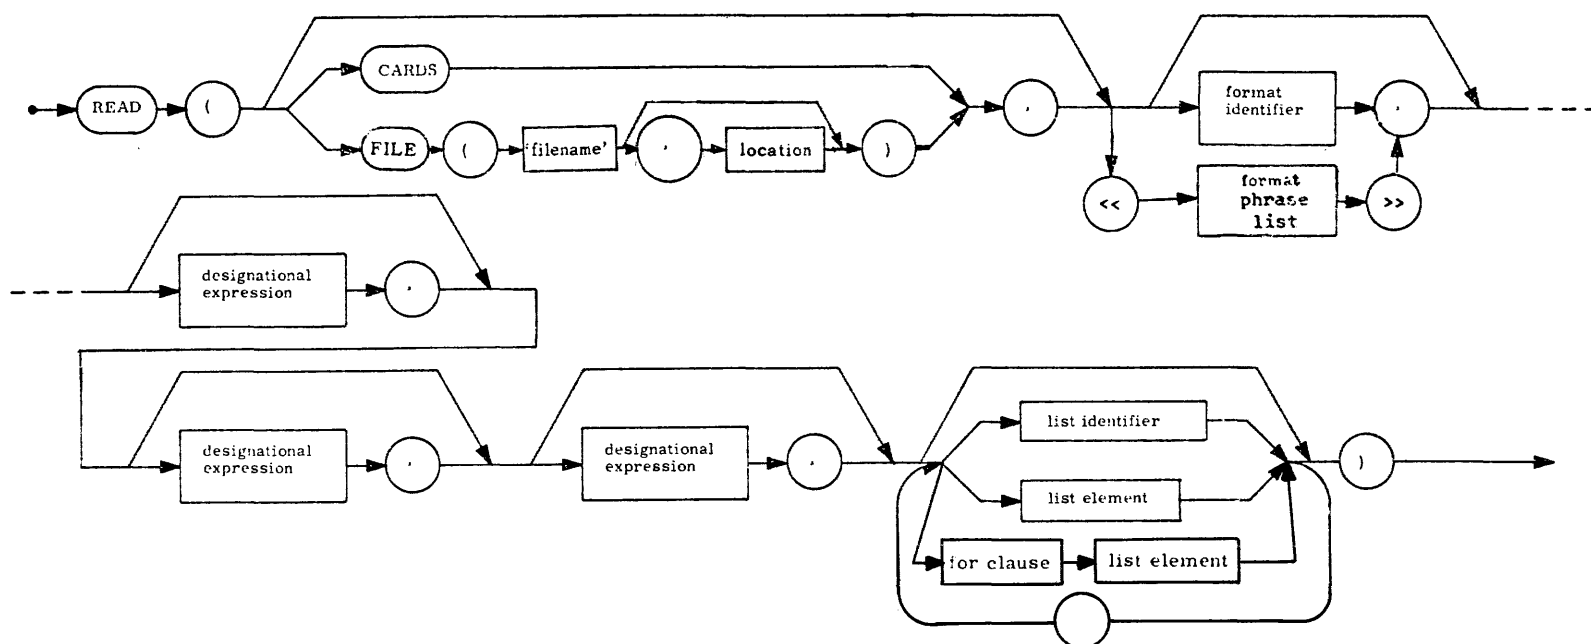 READ
(
CARDS
FILE
(
'filename'
,
location
)
,
format
identifier
,
<<
format
phrase
list
>>
designational
expression
,
designational
expression
,
designational
expression
,
list identifier
list element
for clause
list element
)